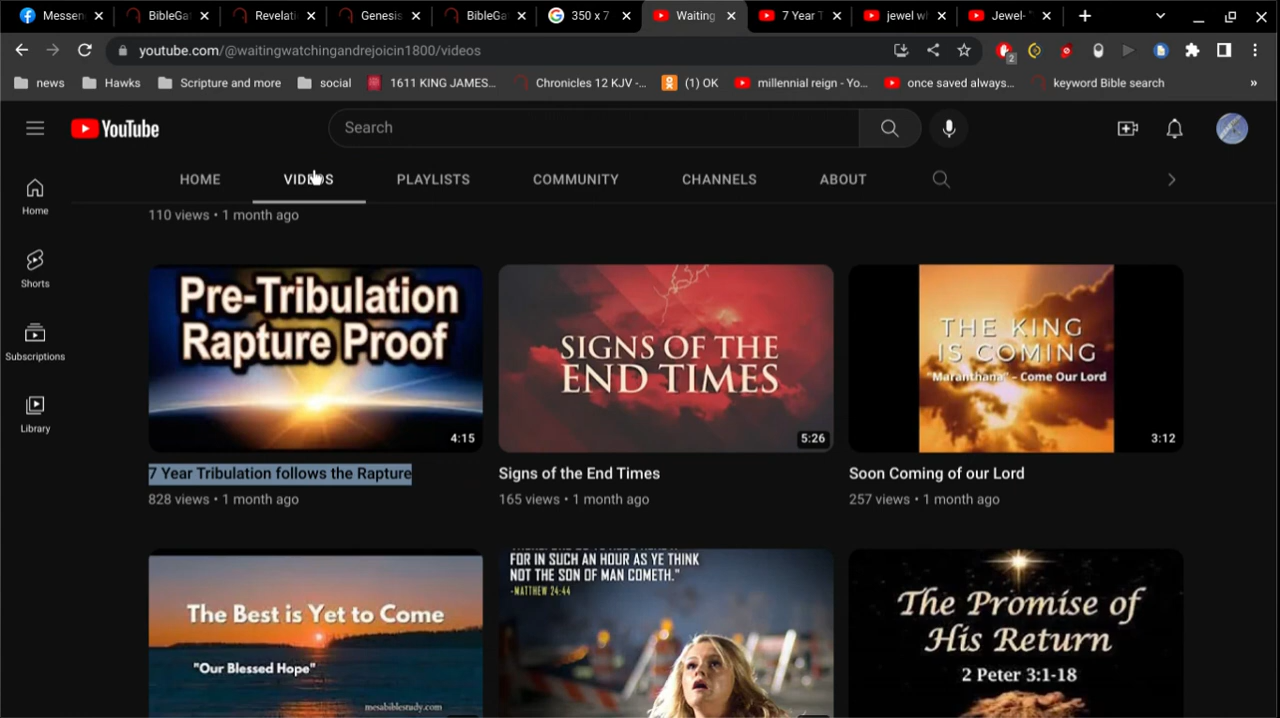 Messen
BibleGa
Revelati
Genesis
BibleGa
350 x 7
Waiting
7 Year T
jewel w
Jewel- "
youtube.com/@waitingwatchingandrejoicin1800/videos
2
news
Hawks
Scripture and more
social
1611 KING JAMES...
Chronicles 12 KJV -...
(1) OK
millennial reign - Yo...
once saved always...
keyword Bible search
»
YouTube
Search
HOME
VIDEOS
PLAYLISTS
COMMUNITY
CHANNELS
ABOUT
Home
Shorts
Subscriptions
Library
110 views • 1 month ago
Pre-Tribulation
Rapture Proof
4:15
7 Year Tribulation follows the Rapture
828 views • 1 month ago
SIGNS OF THE
END TIMES
5:26
Signs of the End Times
165 views • 1 month ago
THE KING
IS COMING
"Maranthana" - Come Our Lord
3:12
Soon Coming of our Lord
257 views • 1 month ago
The Best is Yet to Come
"Our Blessed Hope"
mesabiblestudy.com
FOR IN SUCH AN HOUR AS YE THINK
NOT THE SON OF MAN COMETH."
-MATTHEW 24:44
The Promise of
His Return
2 Peter 3:1-18